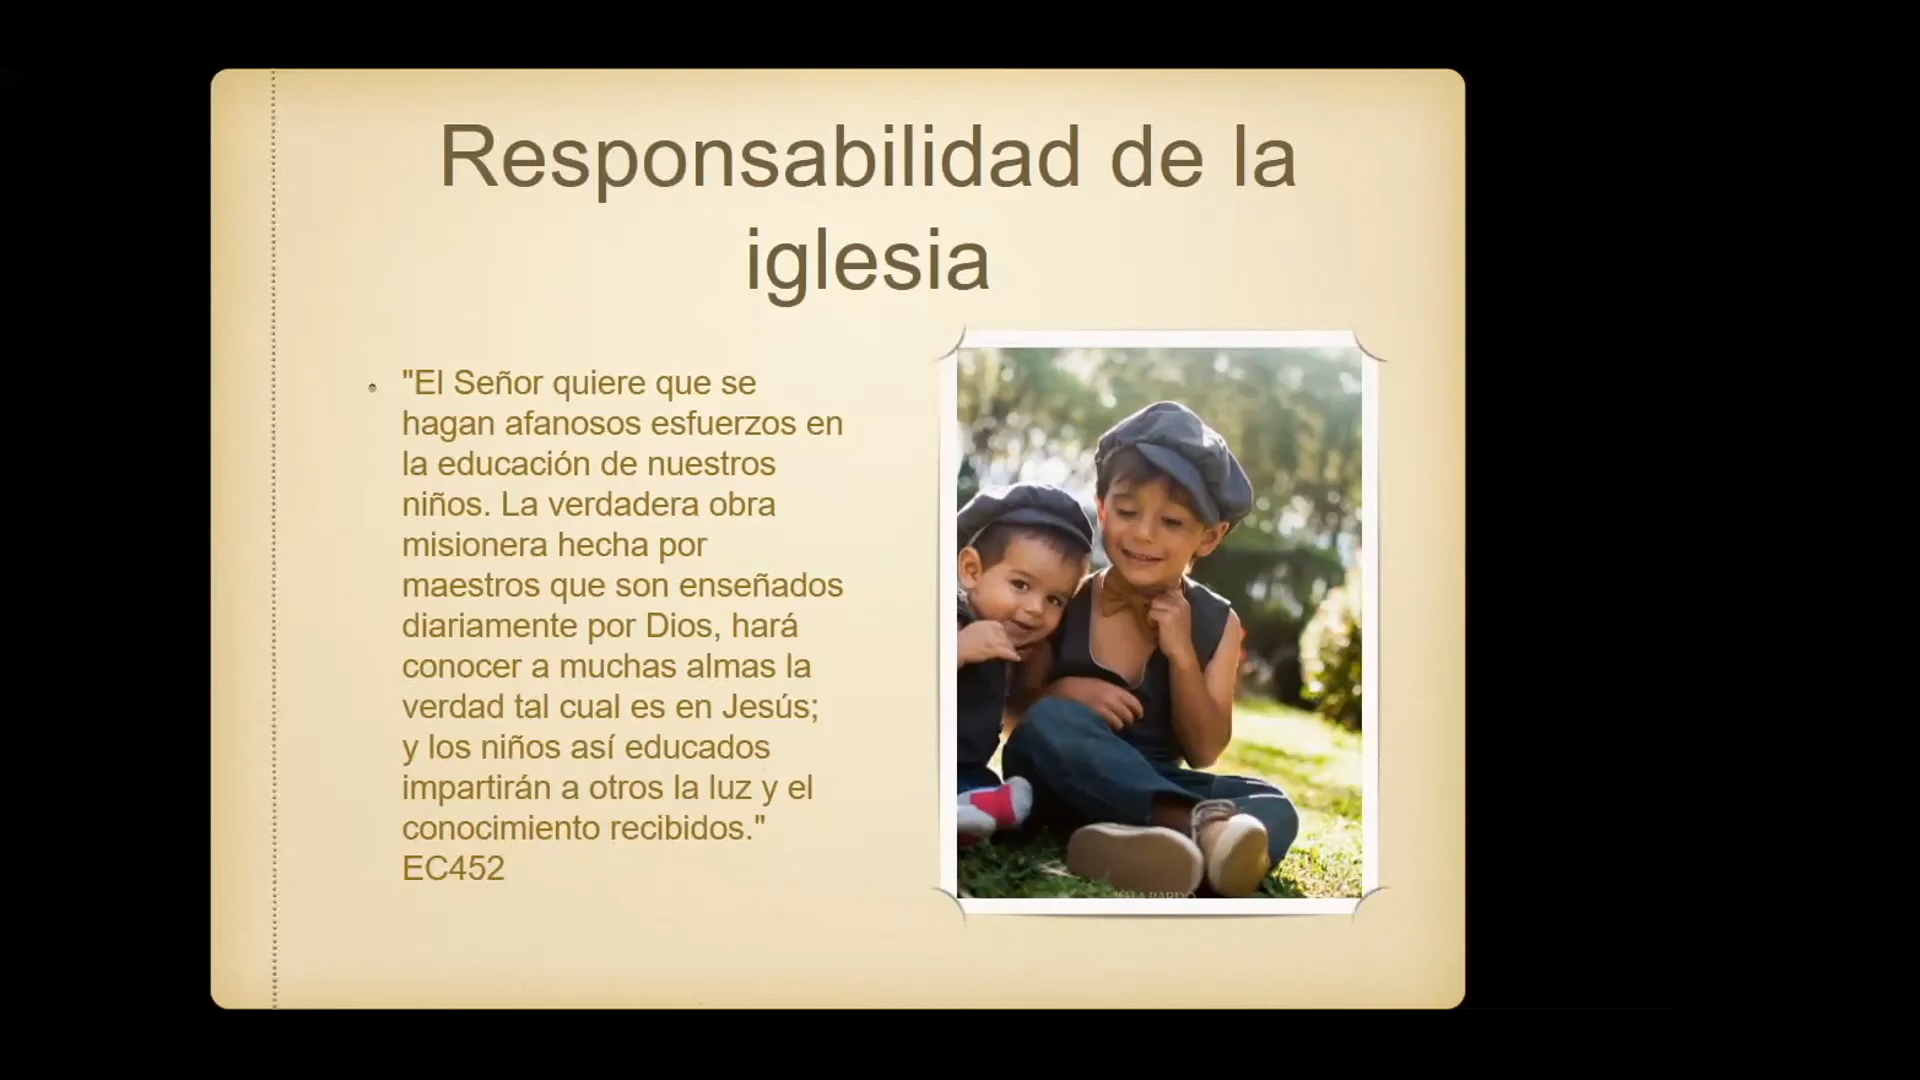 Responsabilidad de la
iglesia
"El Señor quiere que se
hagan afanosos esfuerzos en
la educación de nuestros
niños. La verdadera obra
misionera hecha por
maestros que son enseñados
diariamente por Dios, hará
conocer a muchas almas la
verdad tal cual es en Jesús;
y los niños así educados
impartirán a otros la luz y el
conocimiento recibidos."
EC452